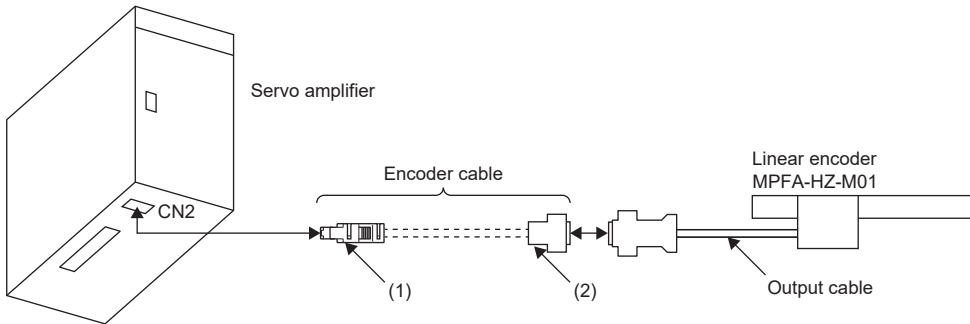 Servo amplifier
Encoder cable
Linear encoder
MPFA-HZ-M01
CN2
(1)
(2)
Output cable